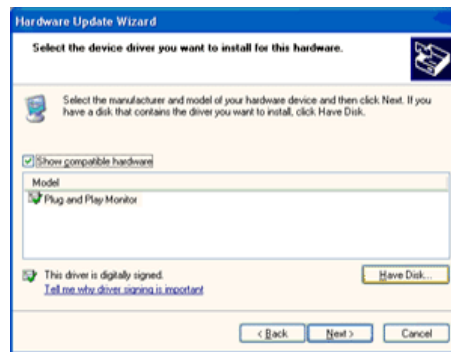 Hardware Update Wizard
Select the device driver you want to install for this hardware.
Select the manufacturer and model of your hardware device and then click Next. If you
have a disk that contains the driver you want to install, click Have Disk.
Show compatible hardware
Model
Plug and Play Monitor
This driver is digitally signed.
Have Disk...
Tell me why driver signing is important
< Back
Next >
Cancel